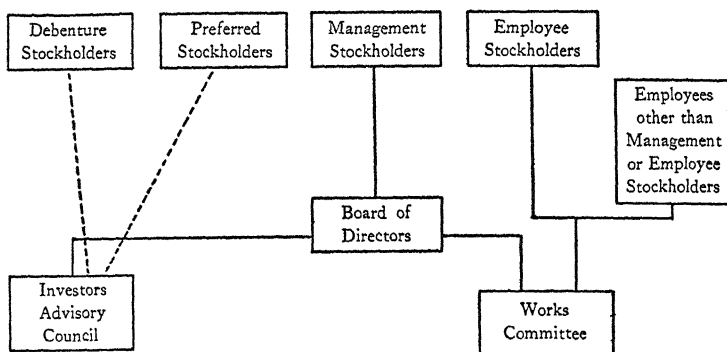 Debenture
Stockholders
Preferred
Stockholders
Management
Stockholders
Employee
Stockholders
Employees
other than
Management
or Employee
Stockholders
Board of
Directors
Investors
Advisory
Council
Works
Committee